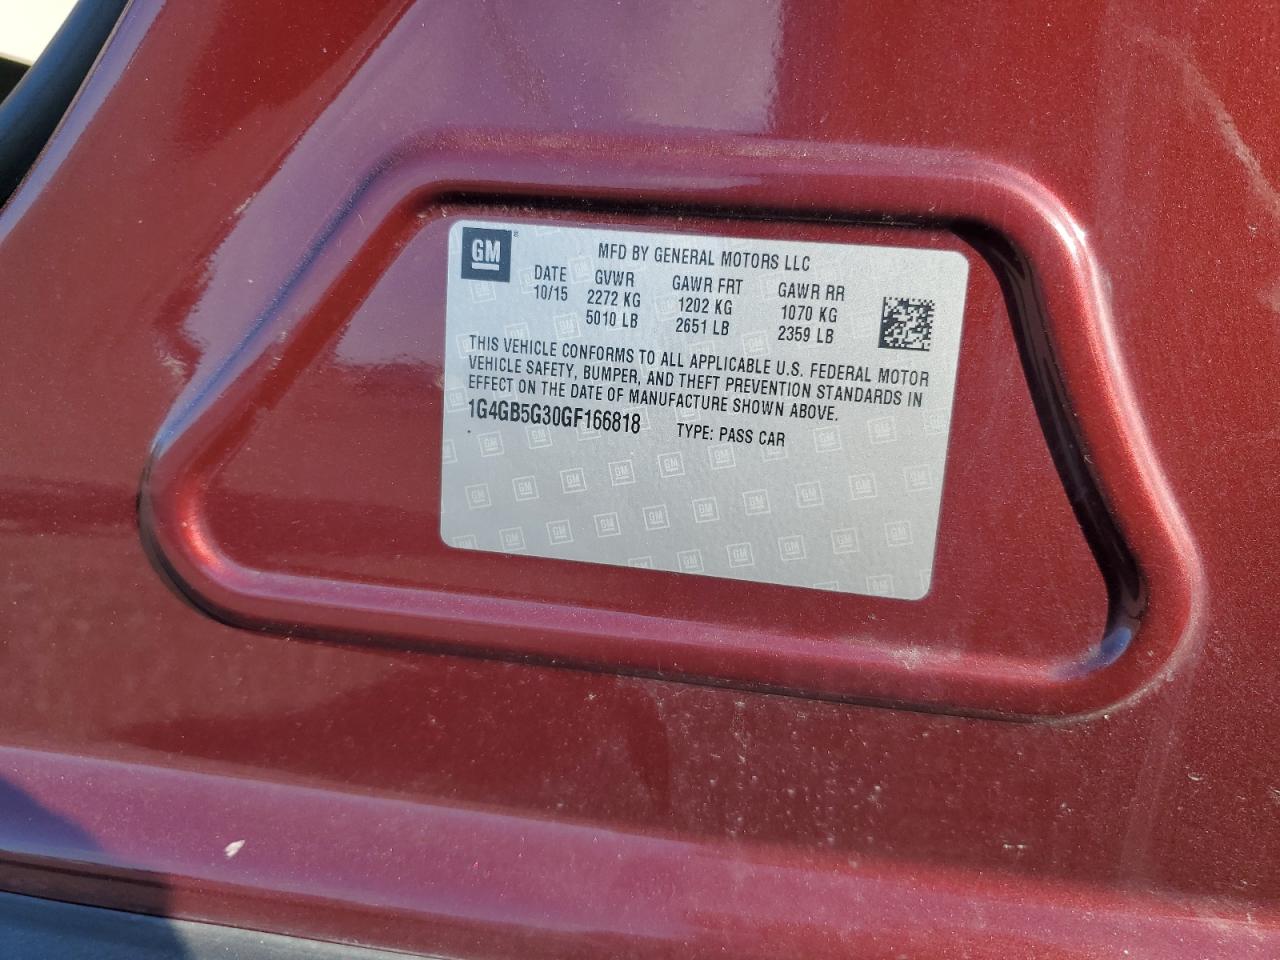 GM ®
MFD BY GENERAL MOTORS LLC
DATE GVWR GAWR FRT GAWR RR
10/15 2272 KG 1202 KG 1070 KG
5010 LB 2651 LB 2359 LB
THIS VEHICLE CONFORMS TO ALL APPLICABLE U.S. FEDERAL MOTOR
VEHICLE SAFETY, BUMPER, AND THEFT PREVENTION STANDARDS IN
EFFECT ON THE DATE OF MANUFACTURE SHOWN ABOVE.
1G4GB5G30GF166818 TYPE: PASS CAR